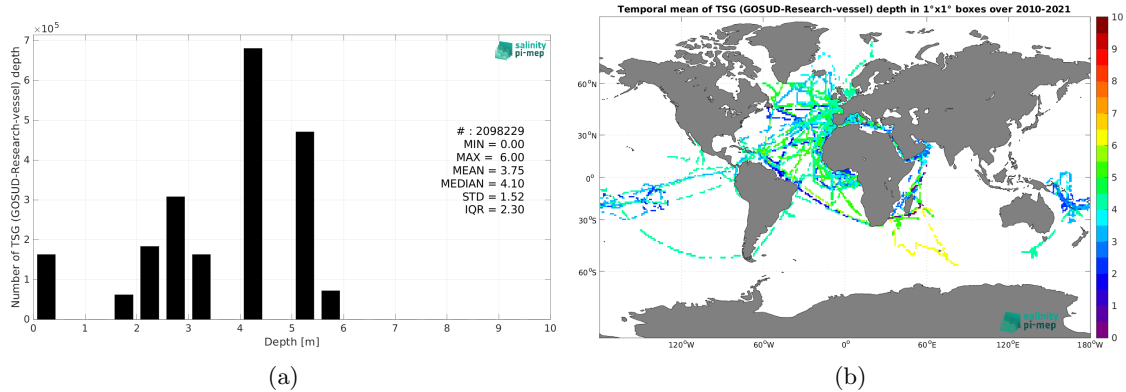 ×10⁵
7
6
5
4
3
2
1
0
Number of TSG (GOSUD-Research-vessel) depth
salinity
pi-mep
# : 2098229
MIN = 0.00
MAX = 6.00
MEAN = 3.75
MEDIAN = 4.10
STD = 1.52
IQR = 2.30
0 1 2 3 4 5 6 7 8 9 10
Depth [m]
(a)
Temporal mean of TSG (GOSUD-Research-vessel) depth in 1°x1° boxes over 2010-2021
60°N
30°N
0°
30°S
60°S
120°W 60°W 0° 60°E 120°E 180°W
salinity
pi-mep
10
9
8
7
6
5
4
3
2
1
0
(b)